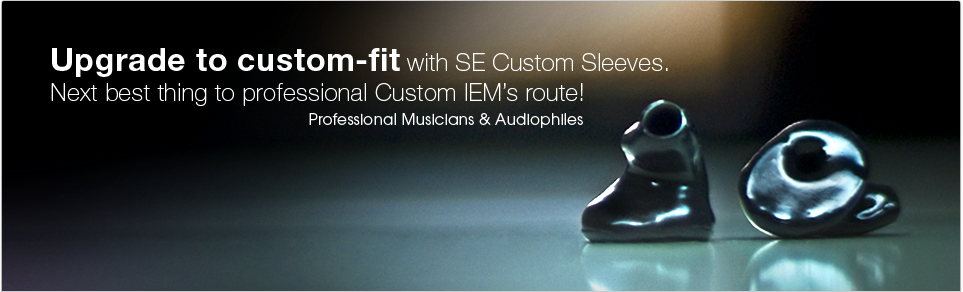 Upgrade to custom-fit with SE Custom Sleeves.
Next best thing to professional Custom IEM's route!
Professional Musicians & Audiophiles